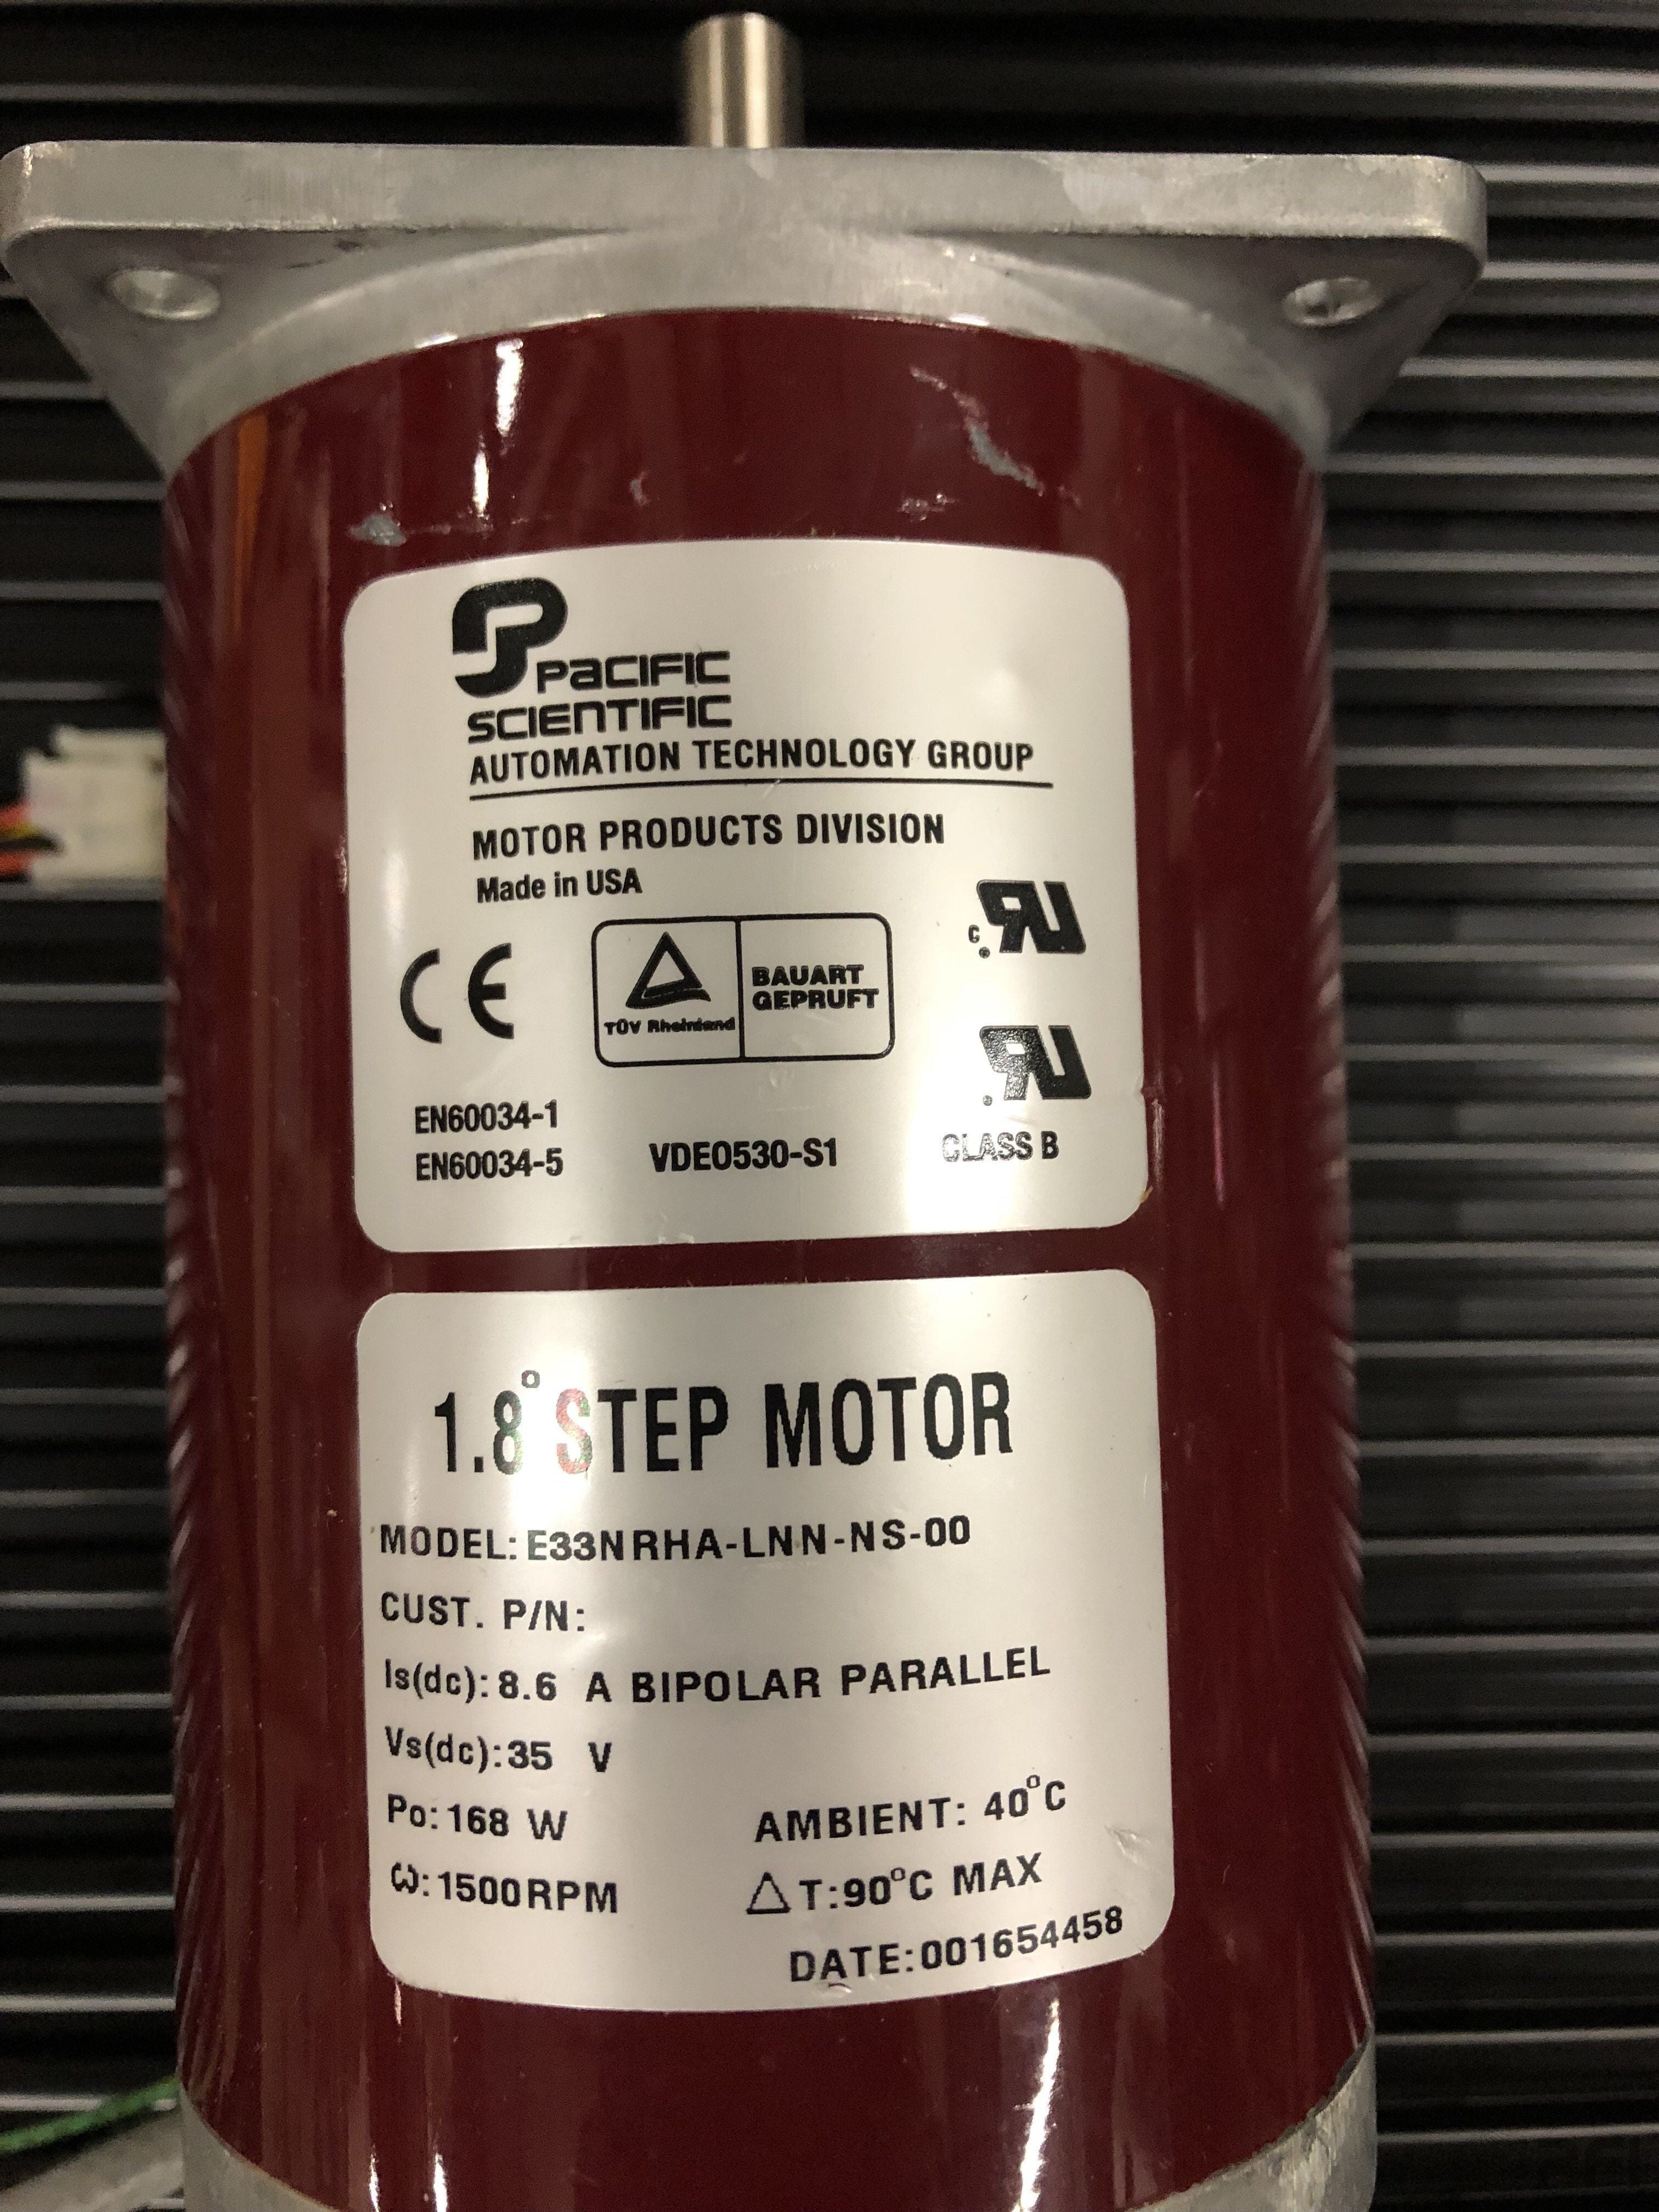 PACIFIC
SCIENTIFIC
AUTOMATION TECHNOLOGY GROUP
MOTOR PRODUCTS DIVISION
Made in USA
CE
TÜV Rheinland
BAUART
GEPRUFT
c RU
RU
EN60034-1
EN60034-5
VDE0530-S1
CLASS B
1.8° STEP MOTOR
MODEL: E33NRHA-LNN-NS-00
CUST. P/N:
Is(dc): 8.6 A BIPOLAR PARALLEL
Vs(dc): 35 V
Po: 168 W
AMBIENT: 40°C
ω: 1500RPM
△T: 90°C MAX
DATE: 001654458